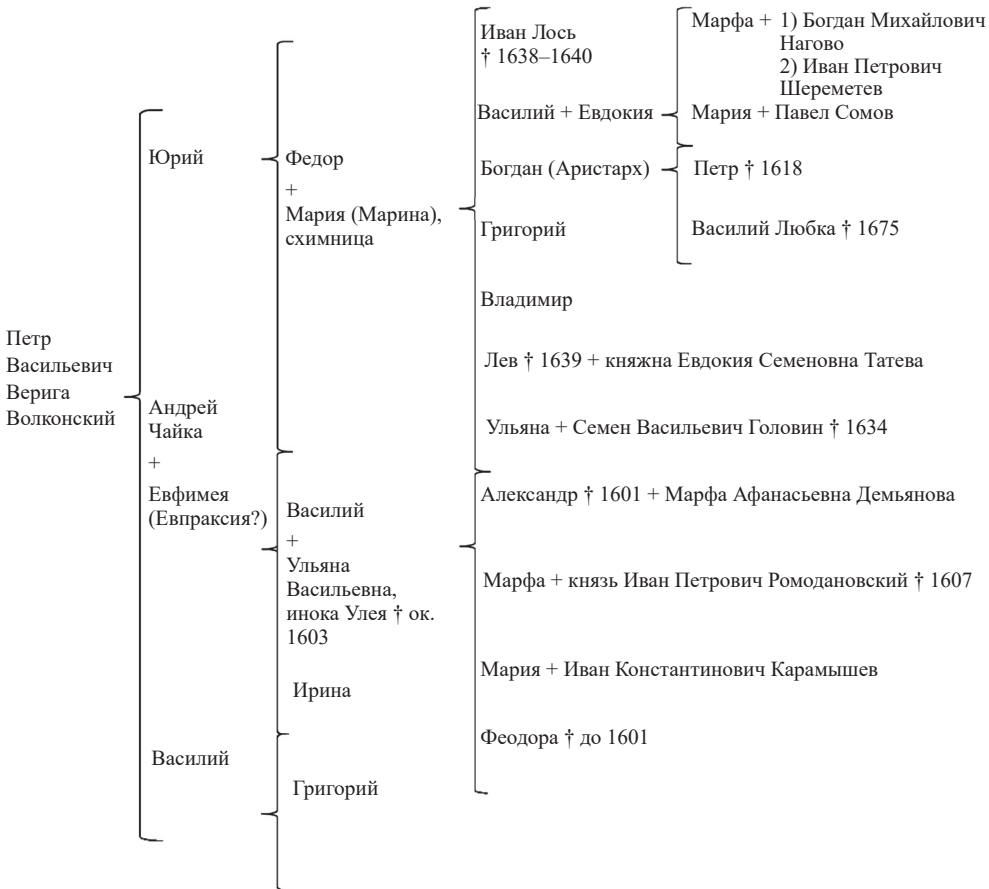 Петр
Васильевич
Верига
Волконский
Юрий
Андрей
Чайка
+
Евфимея
(Евпраксия?)
Василий
Федор
+
Мария (Марина),
схимница
Василий
+
Ульяна
Васильевна,
инока Улея † ок.
1603
Ирина
Григорий
Иван Лось
† 1638–1640
Василий + Евдокия
Богдан (Аристарх)
Григорий
Владимир
Лев † 1639 + княжна Евдокия Семеновна Татева
Ульяна + Семен Васильевич Головин † 1634
Александр † 1601 + Марфа Афанасьевна Демьянова
Марфа + князь Иван Петрович Ромодановский † 1607
Мария + Иван Константинович Карамышев
Феодора † до 1601
Марфа + 1) Богдан Михайлович
Нагово
2) Иван Петрович
Шереметев
Мария + Павел Сомов
Петр † 1618
Василий Любка † 1675